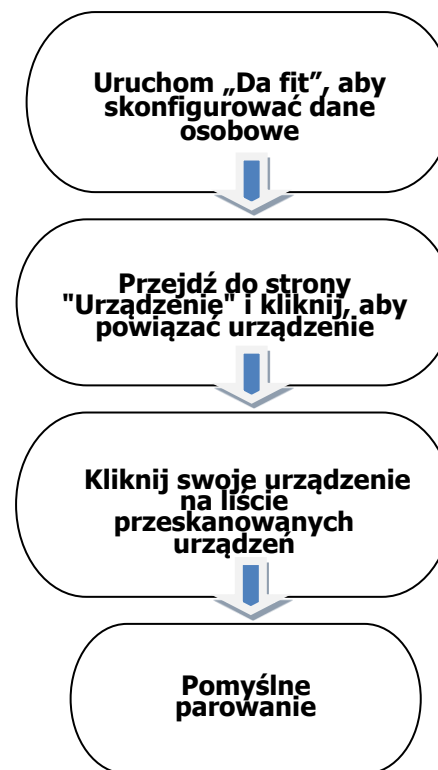 Uruchom „Da fit”, aby
skonfigurować dane
osobowe
Przejdź do strony
"Urządzenie" i kliknij, aby
powiązać urządzenie
Kliknij swoje urządzenie
na liście
przeskanowanych
urządzeń
Pomyślne
parowanie